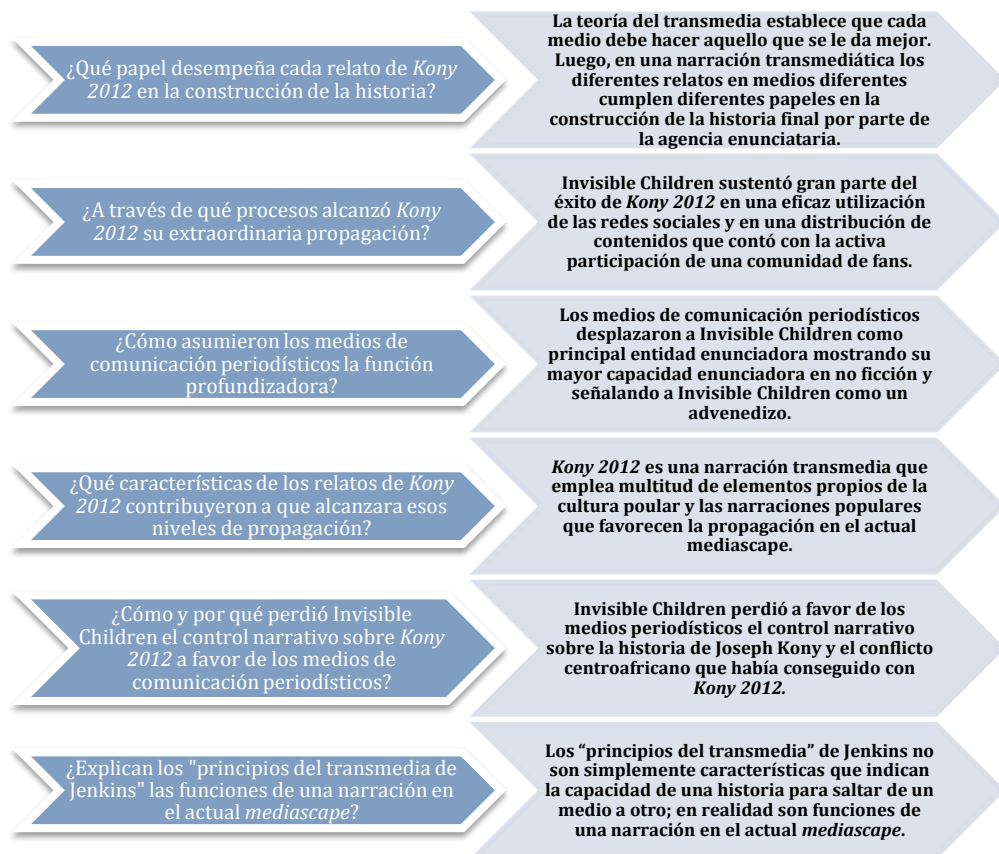 ¿Qué papel desempeña cada relato de Kony
2012 en la construcción de la historia?
La teoría del transmedia establece que cada
medio debe hacer aquello que se le da mejor.
Luego, en una narración transmediática los
diferentes relatos en medios diferentes
cumplen diferentes papeles en la
construcción de la historia final por parte de
la agencia enunciataria.
¿A través de qué procesos alcanzó Kony
2012 su extraordinaria propagación?
Invisible Children sustentó gran parte del
éxito de Kony 2012 en una eficaz utilización
de las redes sociales y en una distribución de
contenidos que contó con la activa
participación de una comunidad de fans.
¿Cómo asumieron los medios de
comunicación periodísticos la función
profundizadora?
Los medios de comunicación periodísticos
desplazaron a Invisible Children como
principal entidad enunciadora mostrando su
mayor capacidad enunciadora en no ficción y
señalando a Invisible Children como un
advenedizo.
¿Qué características de los relatos de Kony
2012 contribuyeron a que alcanzara esos
niveles de propagación?
Kony 2012 es una narración transmedia que
emplea multitud de elementos propios de la
cultura poular y las narraciones populares
que favorecen la propagación en el actual
mediascape.
¿Cómo y por qué perdió Invisible
Children el control narrativo sobre Kony
2012 a favor de los medios de
comunicación periodísticos?
Invisible Children perdió a favor de los
medios periodísticos el control narrativo
sobre la historia de Joseph Kony y el conflicto
centroafricano que había conseguido con
Kony 2012.
¿Explican los "principios del transmedia de
Jenkins" las funciones de una narración en
el actual mediascape?
Los “principios del transmedia” de Jenkins no
son simplemente características que indican
la capacidad de una historia para saltar de un
medio a otro; en realidad son funciones de
una narración en el actual mediascape.